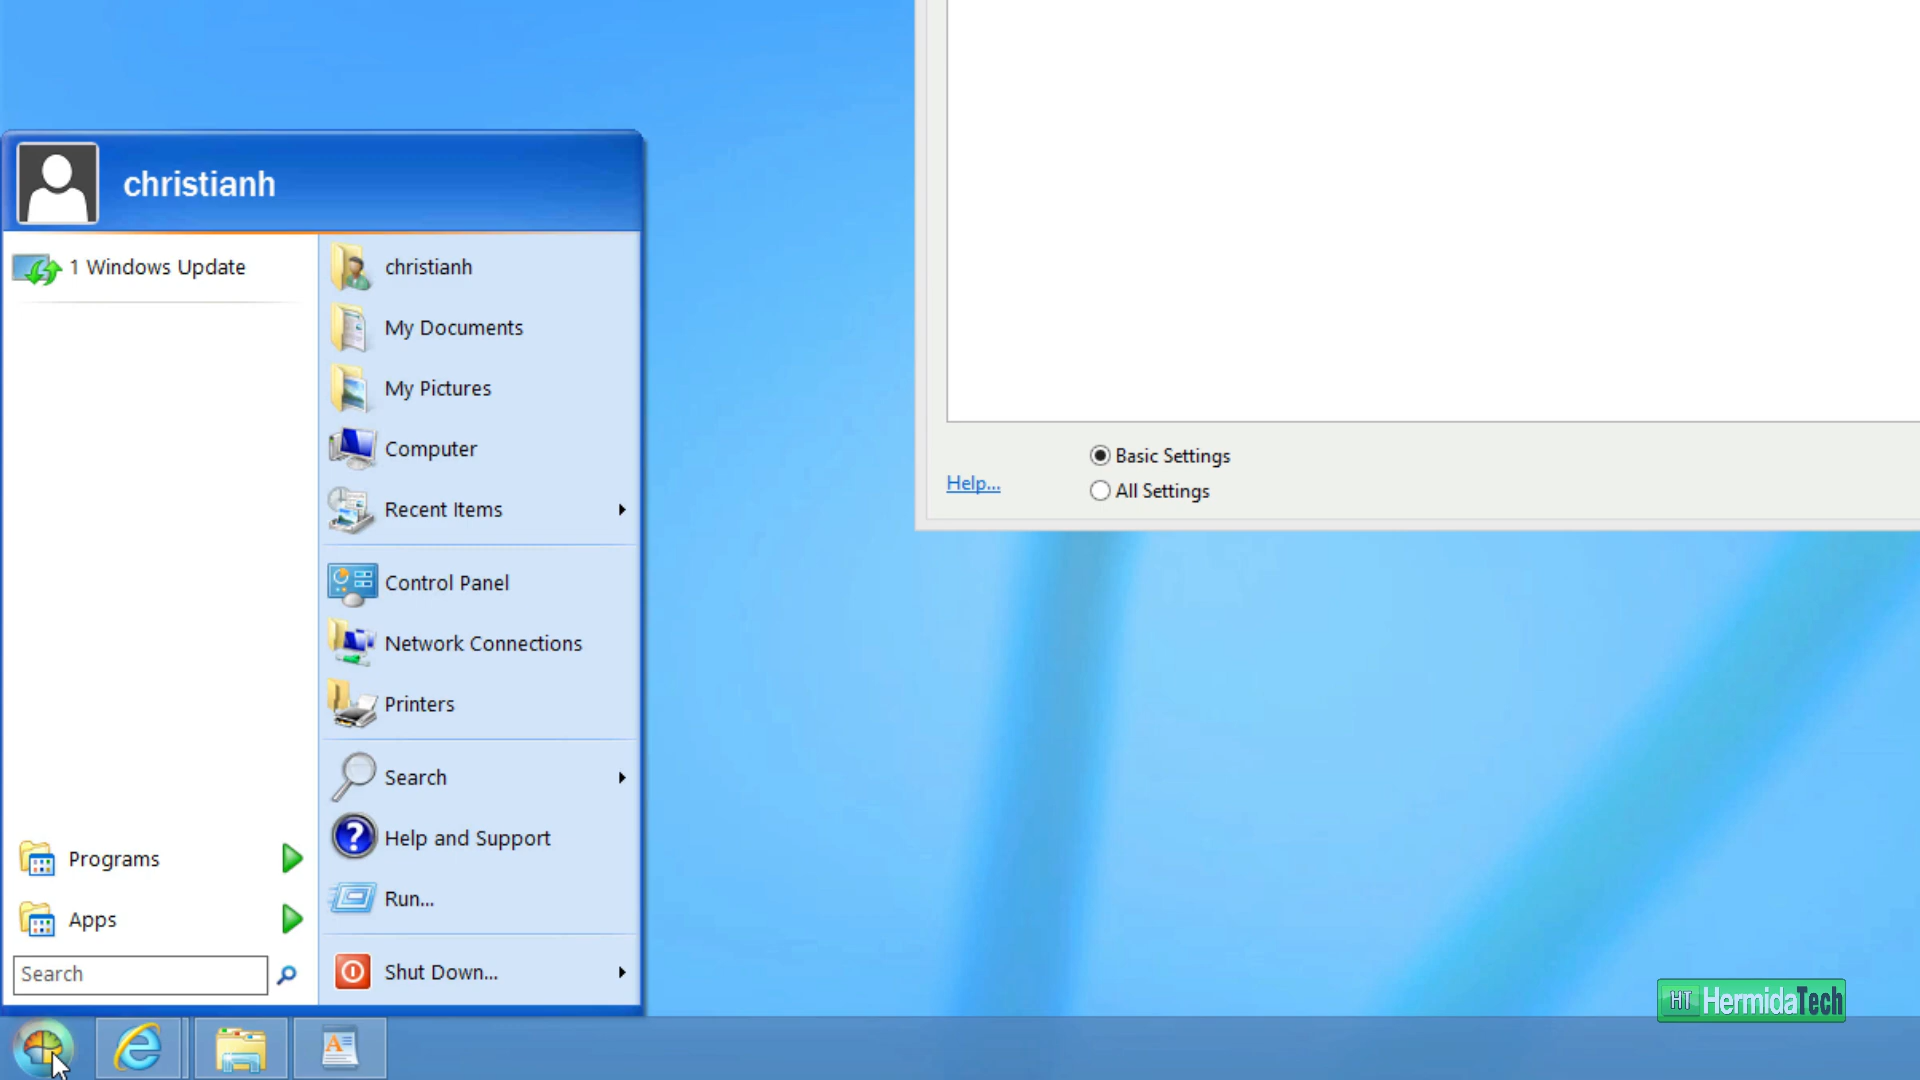 christianh
1 Windows Update
Programs
Apps
Search
christianh
My Documents
My Pictures
Computer
Recent Items
Control Panel
Network Connections
Printers
Search
Help and Support
Run...
Shut Down...
Help...
Basic Settings
All Settings
HT HermidaTech